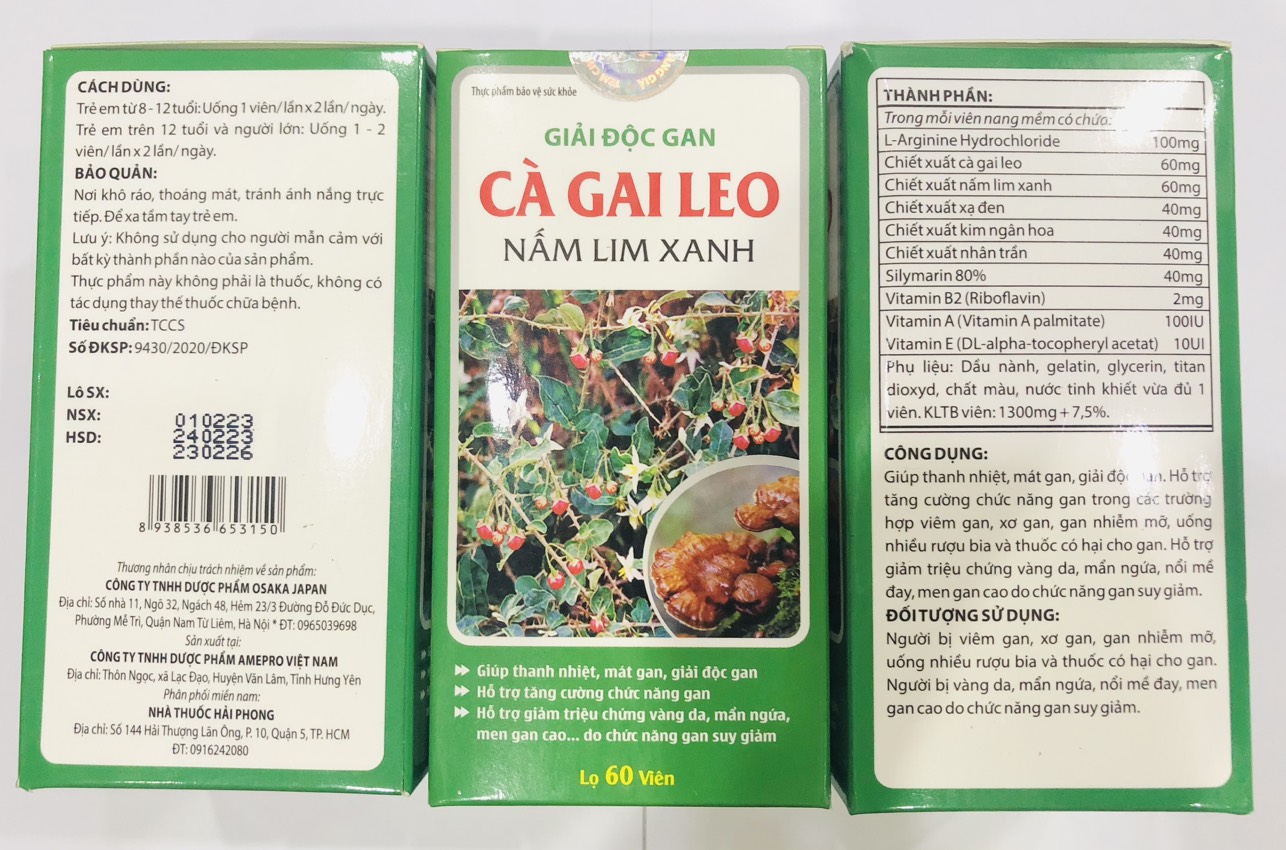 CÁCH DÙNG:
Trẻ em từ 8 - 12 tuổi: Uống 1 viên/ lần x 2 lần/ ngày.
Trẻ em trên 12 tuổi và người lớn: Uống 1 - 2
viên/ lần x 2 lần/ ngày.
BẢO QUẢN:
Nơi khô ráo, thoáng mát, tránh ánh nắng trực
tiếp. Để xa tầm tay trẻ em.
Lưu ý: Không sử dụng cho người mẫn cảm với
bất kỳ thành phần nào của sản phẩm.
Thực phẩm này không phải là thuốc, không có
tác dụng thay thế thuốc chữa bệnh.
Tiêu chuẩn: TCCS
Số ĐKSP: 9430/2020/ĐKSP
Lô SX: 010223
NSX: 240223
HSD: 230226
8 938536 653150
Thương nhân chịu trách nhiệm về sản phẩm:
CÔNG TY TNHH DƯỢC PHẨM OSAKA JAPAN
Địa chỉ: Số nhà 11, Ngõ 32, Ngách 48, Hẻm 23/3 Đường Đỗ Đức Dục,
Phường Mễ Trì, Quận Nam Từ Liêm, Hà Nội * ĐT: 0965039698
Sản xuất tại:
CÔNG TY TNHH DƯỢC PHẨM AMEPRO VIỆT NAM
Địa chỉ: Thôn Ngọc, xã Lạc Đạo, Huyện Văn Lâm, Tỉnh Hưng Yên
Phân phối miền nam:
NHÀ THUỐC HẢI PHONG
Địa chỉ: Số 144 Hải Thượng Lãn Ông, P. 10, Quận 5, TP. HCM
ĐT: 0916242080
Thực phẩm bảo vệ sức khỏe
GIẢI ĐỘC GAN
CÀ GAI LEO
NẤM LIM XANH
Giúp thanh nhiệt, mát gan, giải độc gan
Hỗ trợ tăng cường chức năng gan
Hỗ trợ giảm triệu chứng vàng da, mẩn ngứa,
men gan cao... do chức năng gan suy giảm
Lọ 60 Viên
THÀNH PHẦN:
Trong mỗi viên nang mềm có chứa:
L-Arginine Hydrochloride 100mg
Chiết xuất cà gai leo 60mg
Chiết xuất nấm lim xanh 60mg
Chiết xuất xạ đen 40mg
Chiết xuất kim ngân hoa 40mg
Chiết xuất nhân trần 40mg
Silymarin 80% 40mg
Vitamin B2 (Riboflavin) 2mg
Vitamin A (Vitamin A palmitate) 100IU
Vitamin E (DL-alpha-tocopheryl acetat) 10UI
Phụ liệu: Dầu nành, gelatin, glycerin, titan
dioxyd, chất màu, nước tinh khiết vừa đủ 1
viên. KLTB viên: 1300mg + 7,5%.
CÔNG DỤNG:
Giúp thanh nhiệt, mát gan, giải độc gan. Hỗ trợ
tăng cường chức năng gan trong các trường
hợp viêm gan, xơ gan, gan nhiễm mỡ, uống
nhiều rượu bia và thuốc có hại cho gan. Hỗ trợ
giảm triệu chứng vàng da, mẩn ngứa, nổi mề
đay, men gan cao do chức năng gan suy giảm.
ĐỐI TƯỢNG SỬ DỤNG:
Người bị viêm gan, xơ gan, gan nhiễm mỡ,
uống nhiều rượu bia và thuốc có hại cho gan.
Người bị vàng da, mẩn ngứa, nổi mề đay, men
gan cao do chức năng gan suy giảm.